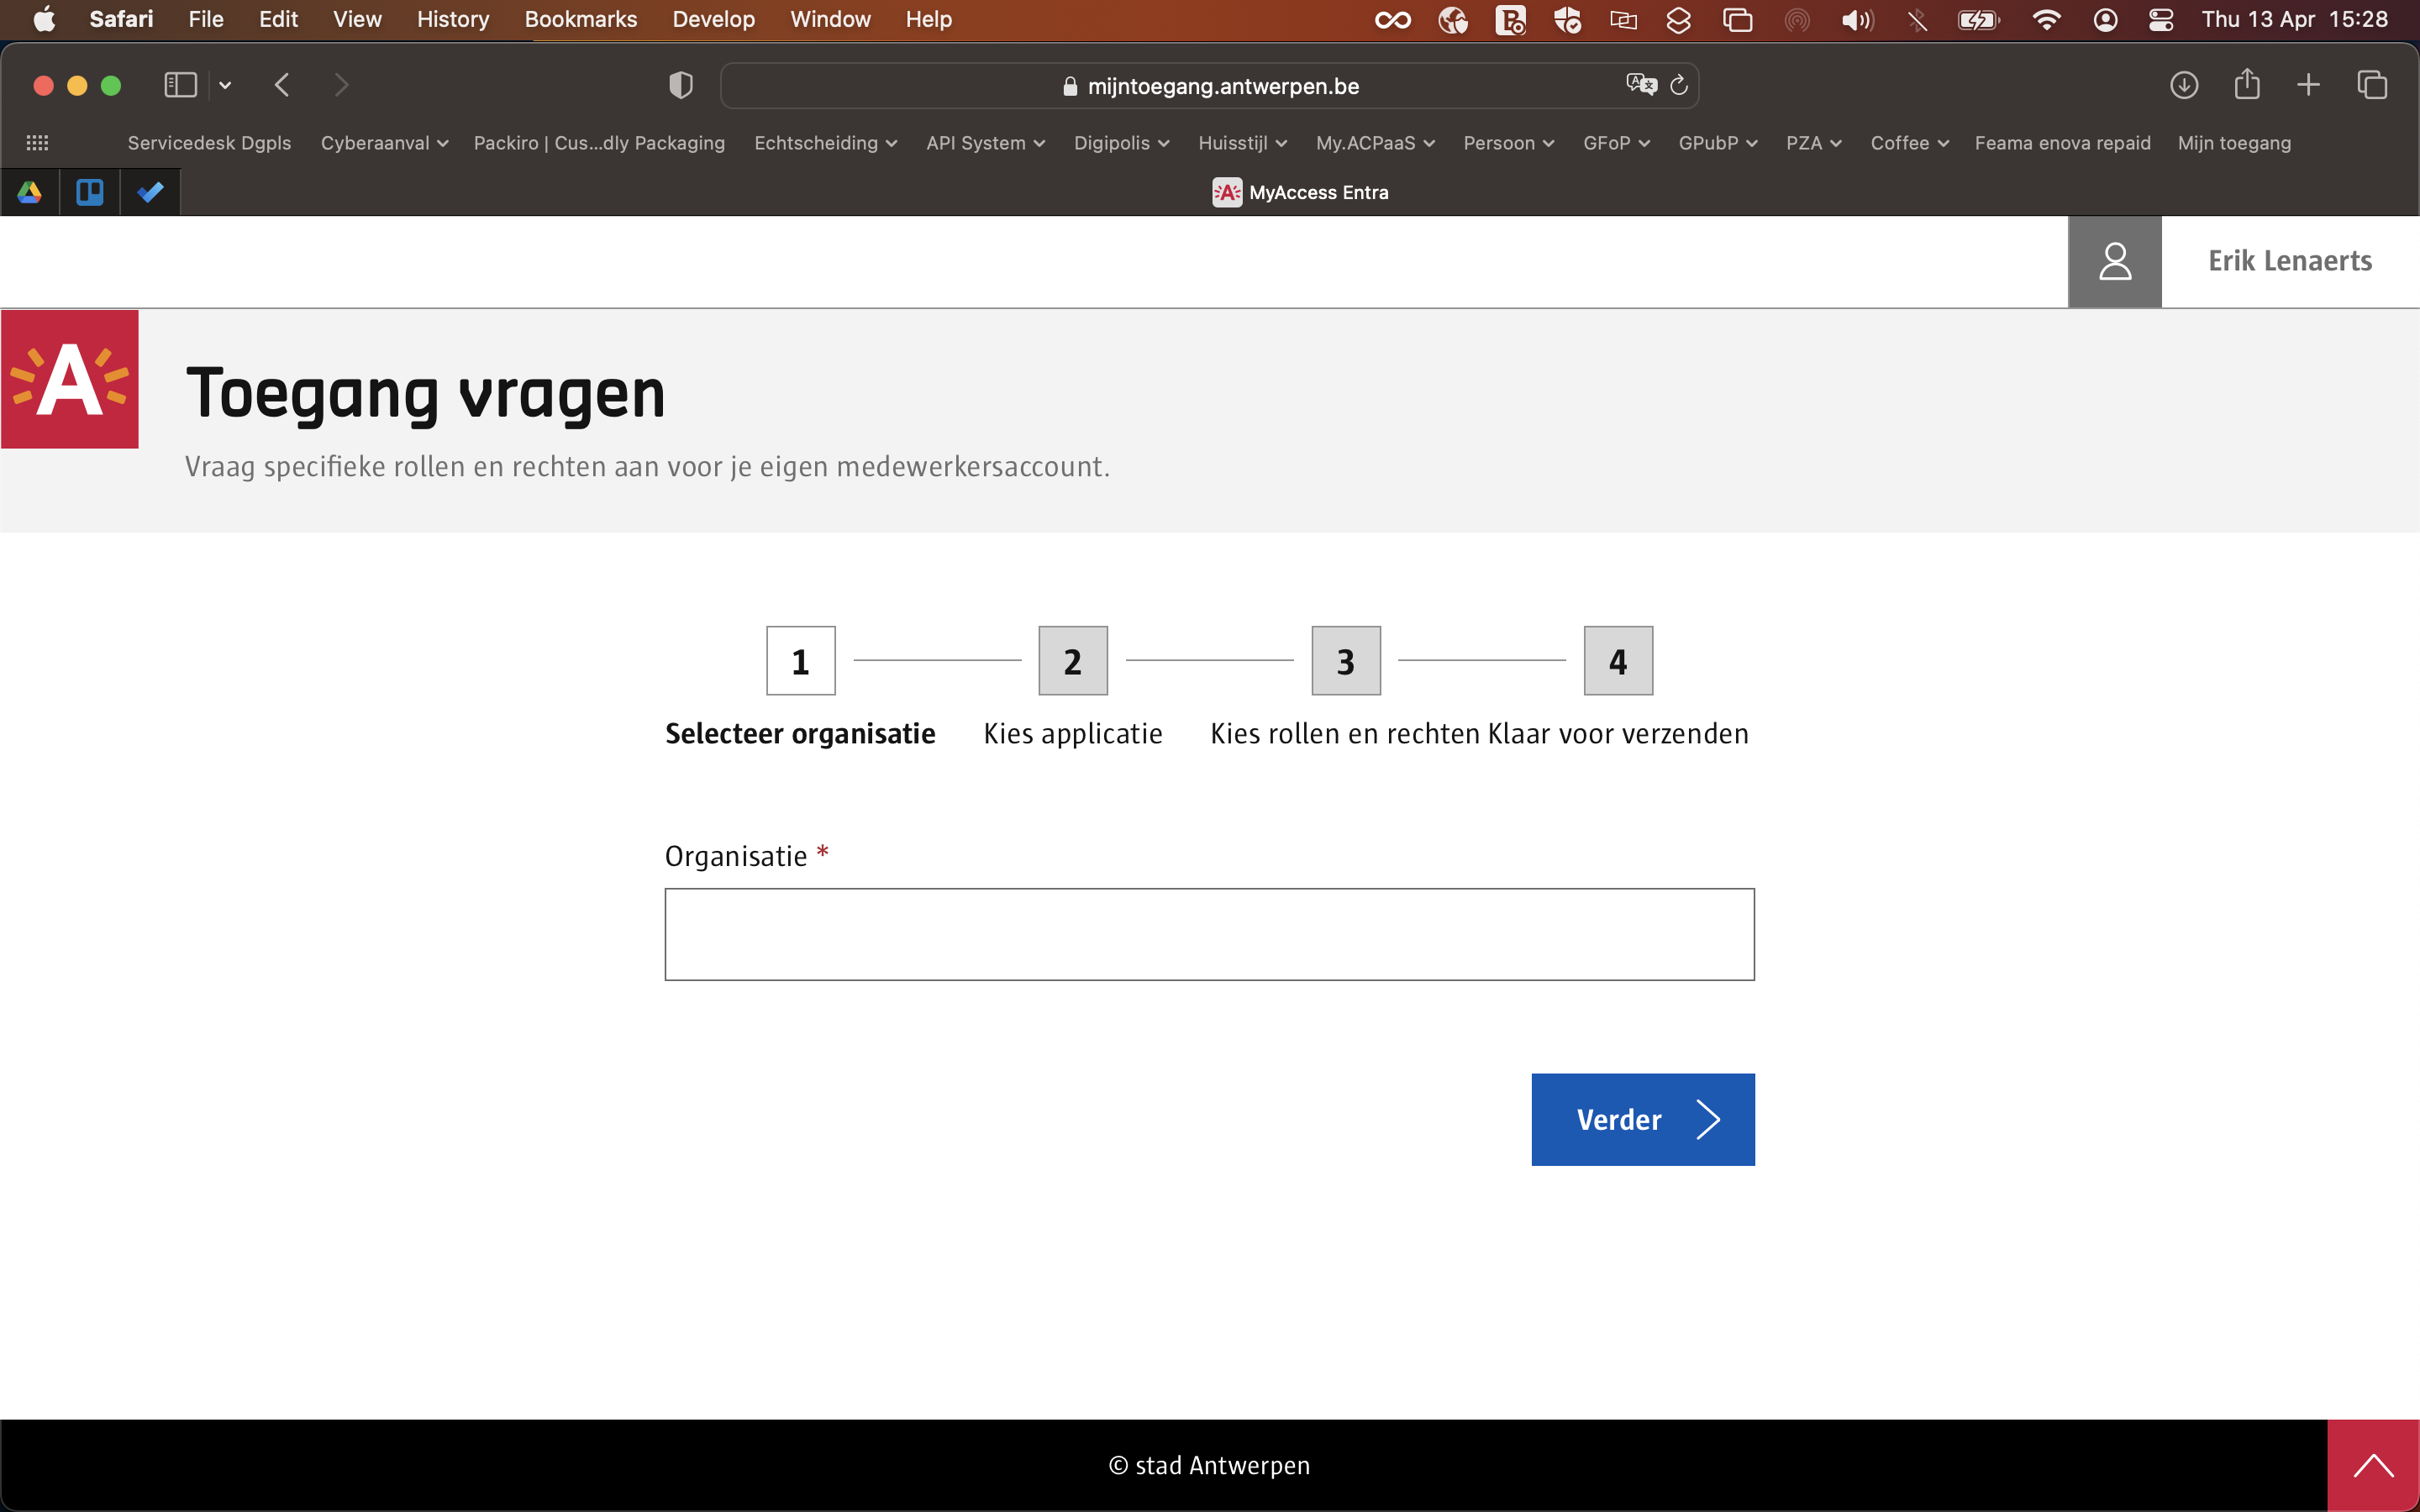 Safari File Edit View History Bookmarks Develop Window Help Thu 13 Apr 15:28
mijntoegang.antwerpen.be
Servicedesk Dgpls Cyberaanval Packiro | Cus...dly Packaging Echtscheiding API System Digipolis Huisstijl My.ACPaaS Persoon GFoP GPubP PZA Coffee Feama enova repaid Mijn toegang
A MyAccess Entra
Erik Lenaerts
A
Toegang vragen
Vraag specifieke rollen en rechten aan voor je eigen medewerkersaccount.
1 2 3 4
Selecteer organisatie Kies applicatie Kies rollen en rechten Klaar voor verzenden
Organisatie *
Verder
© stad Antwerpen